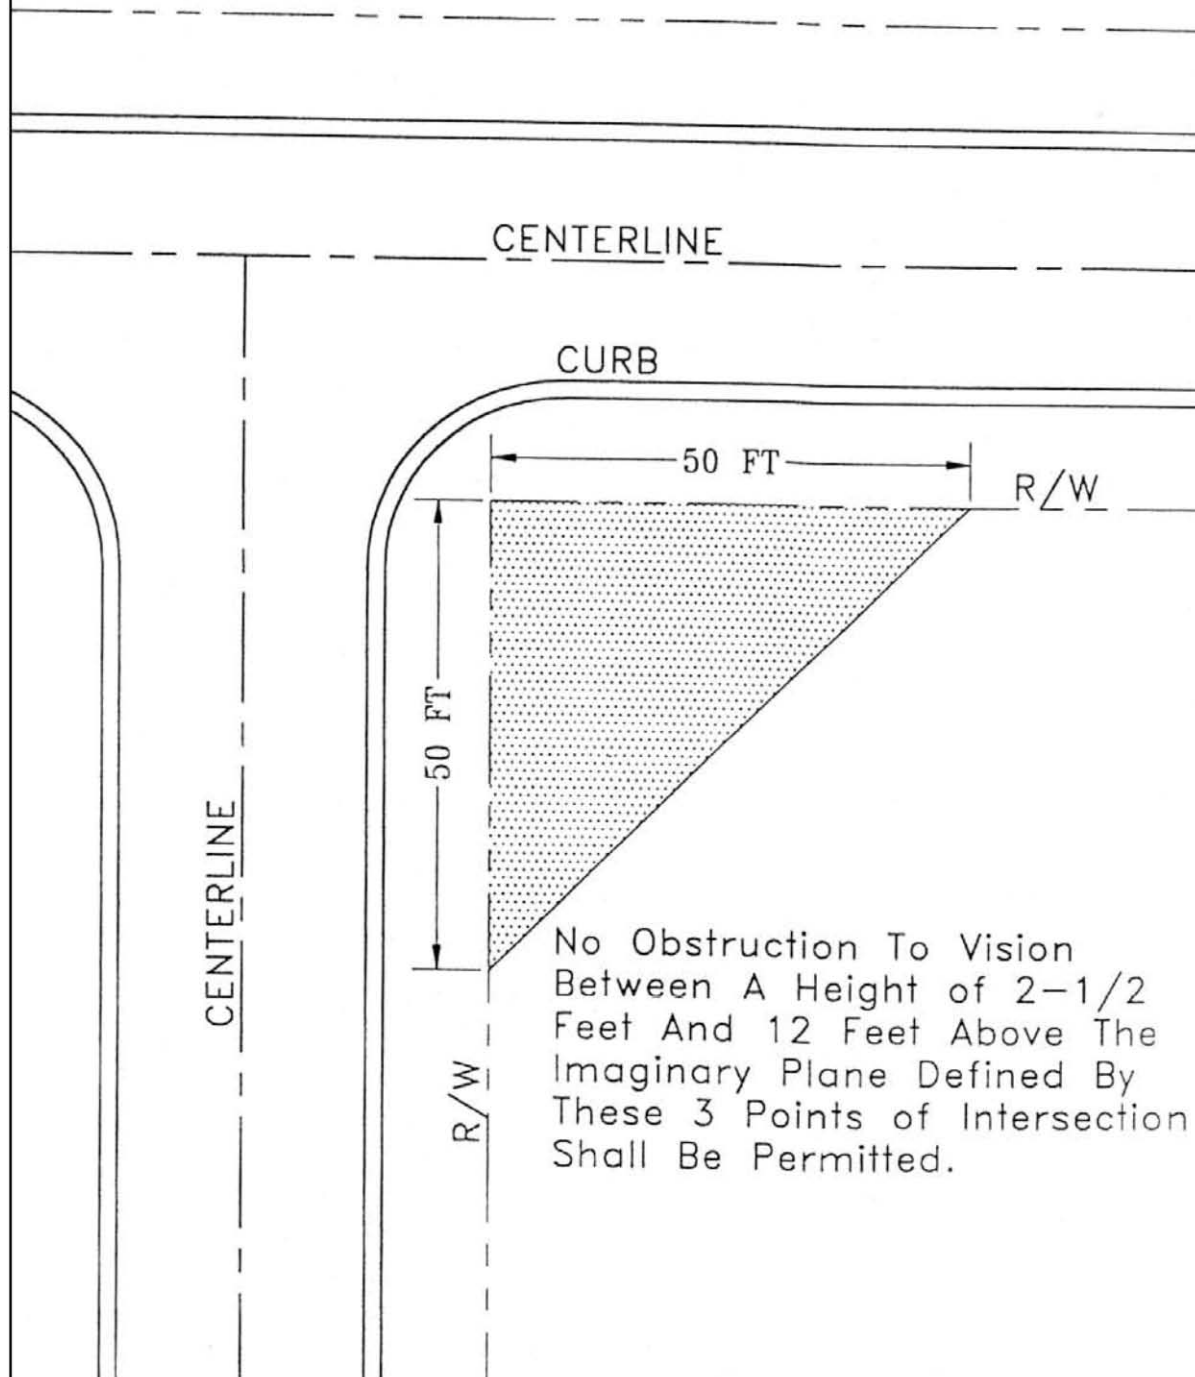 CENTERLINE
CURB
50 FT
R/W
50 FT
CENTERLINE
No Obstruction To Vision
Between A Height of 2-1/2
Feet And 12 Feet Above The
Imaginary Plane Defined By
These 3 Points of Intersection
Shall Be Permitted.
R/W